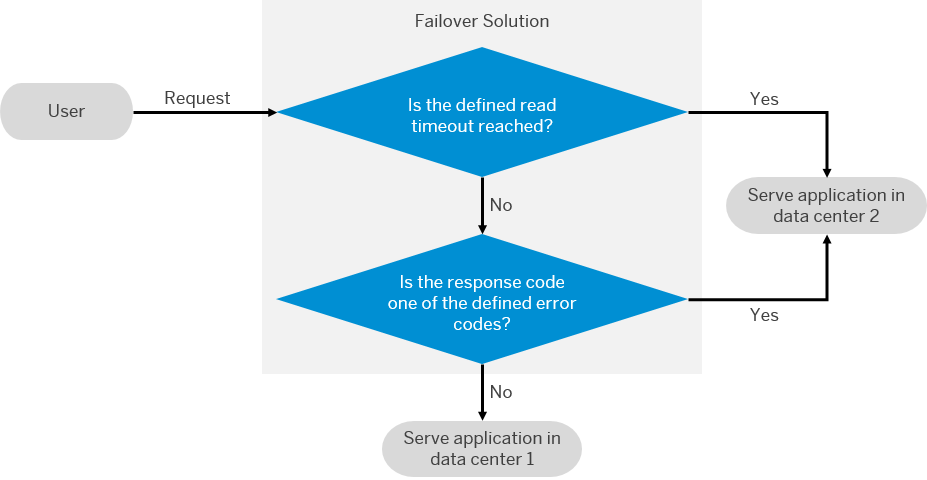 Failover Solution
User
Request
Is the defined read
timeout reached?
Yes
Serve application in
data center 2
No
Is the response code
one of the defined error
codes?
Yes
No
Serve application in
data center 1